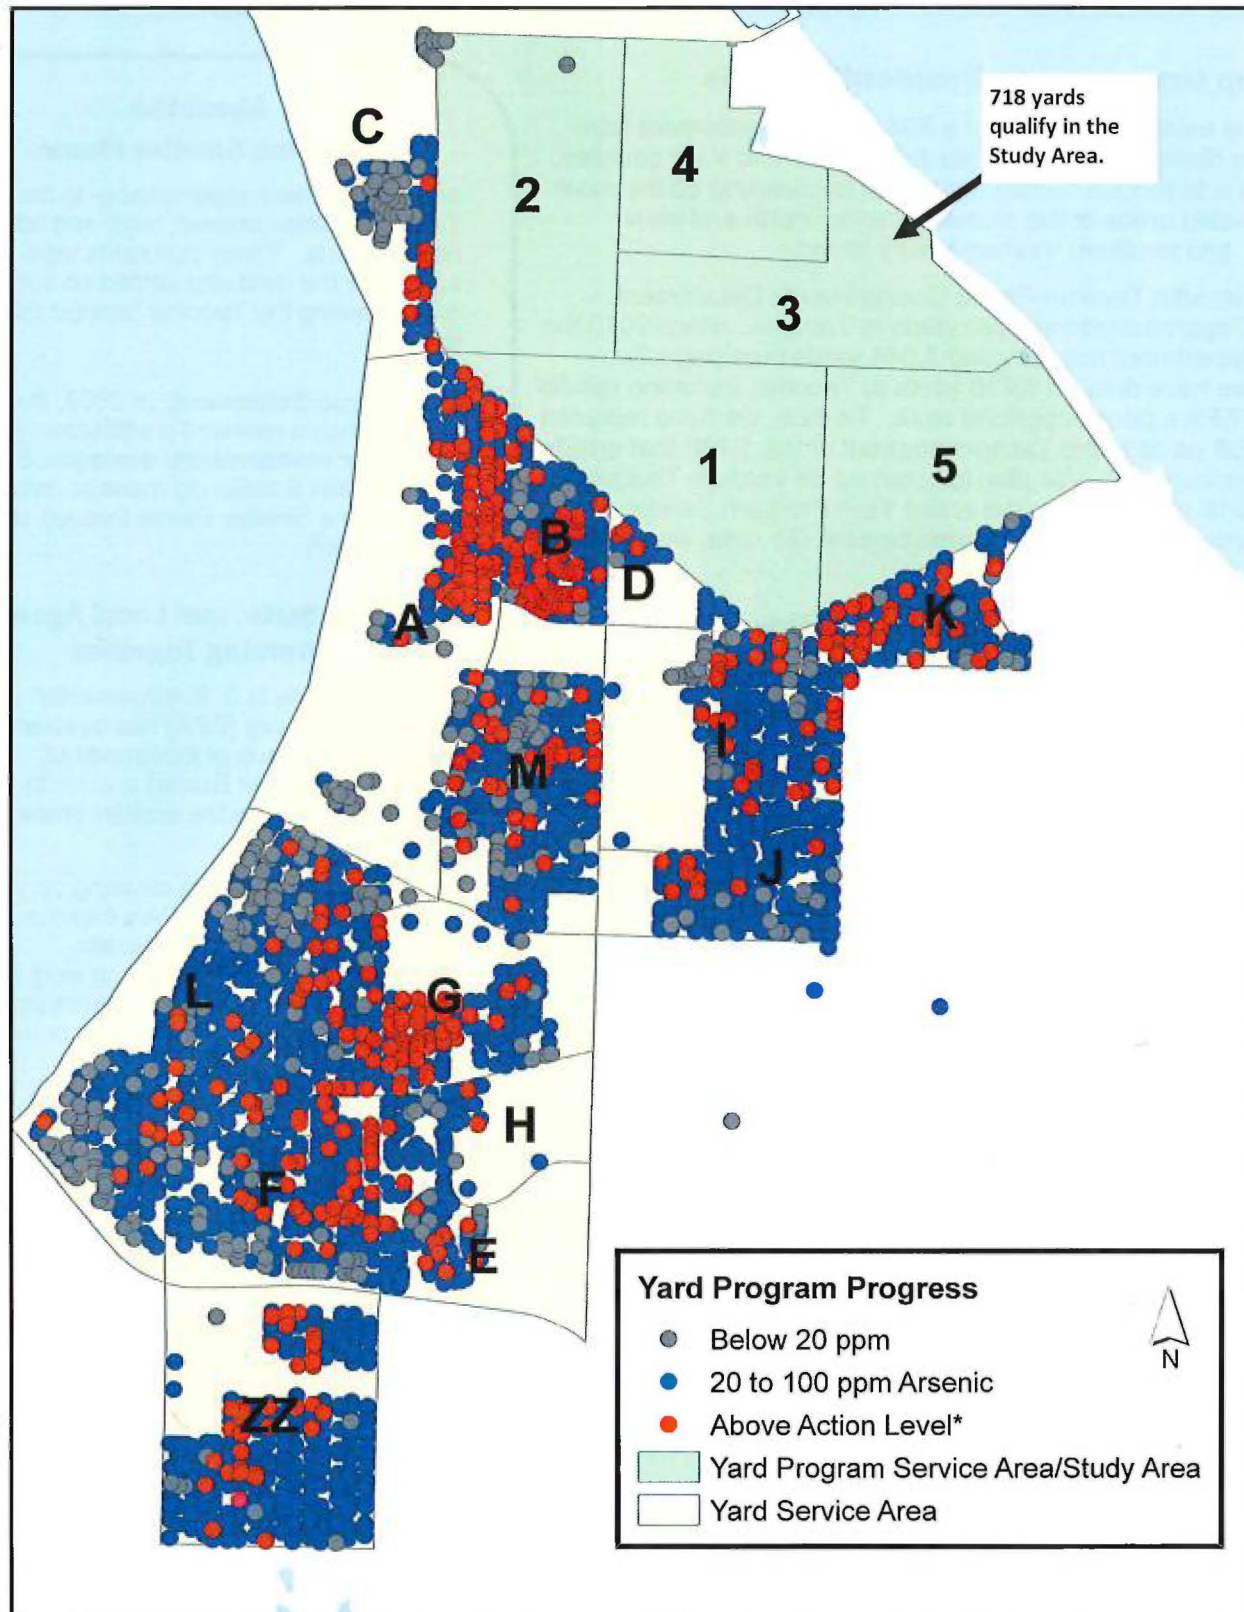 718 yards
qualify in the
Study Area.
C
2
4
3
1
5
B
D
A
K
I
M
J
L
G
H
F
E
ZZ
Yard Program Progress
Below 20 ppm
20 to 100 ppm Arsenic
Above Action Level*
Yard Program Service Area/Study Area
Yard Service Area
N